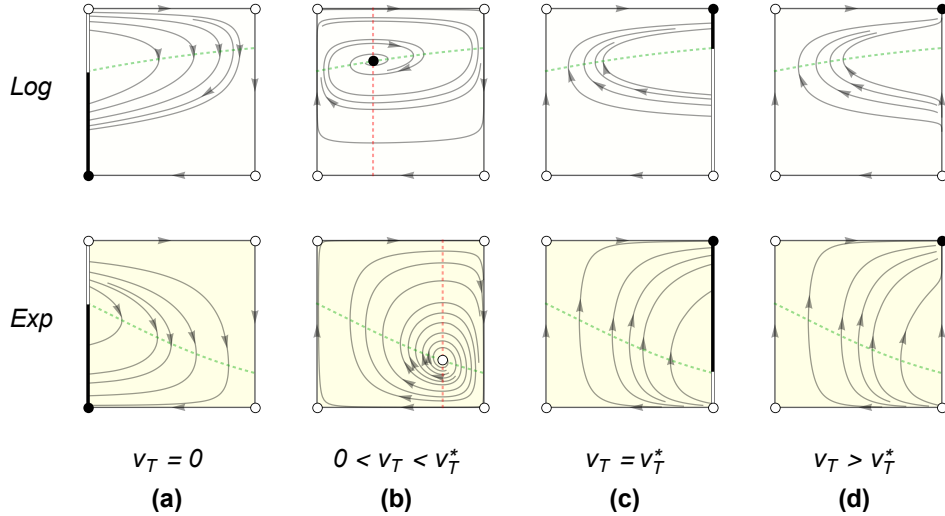 Log
Exp
v_T = 0
0 < v_T < v_T^*
v_T = v_T^*
v_T > v_T^*
(a)
(b)
(c)
(d)